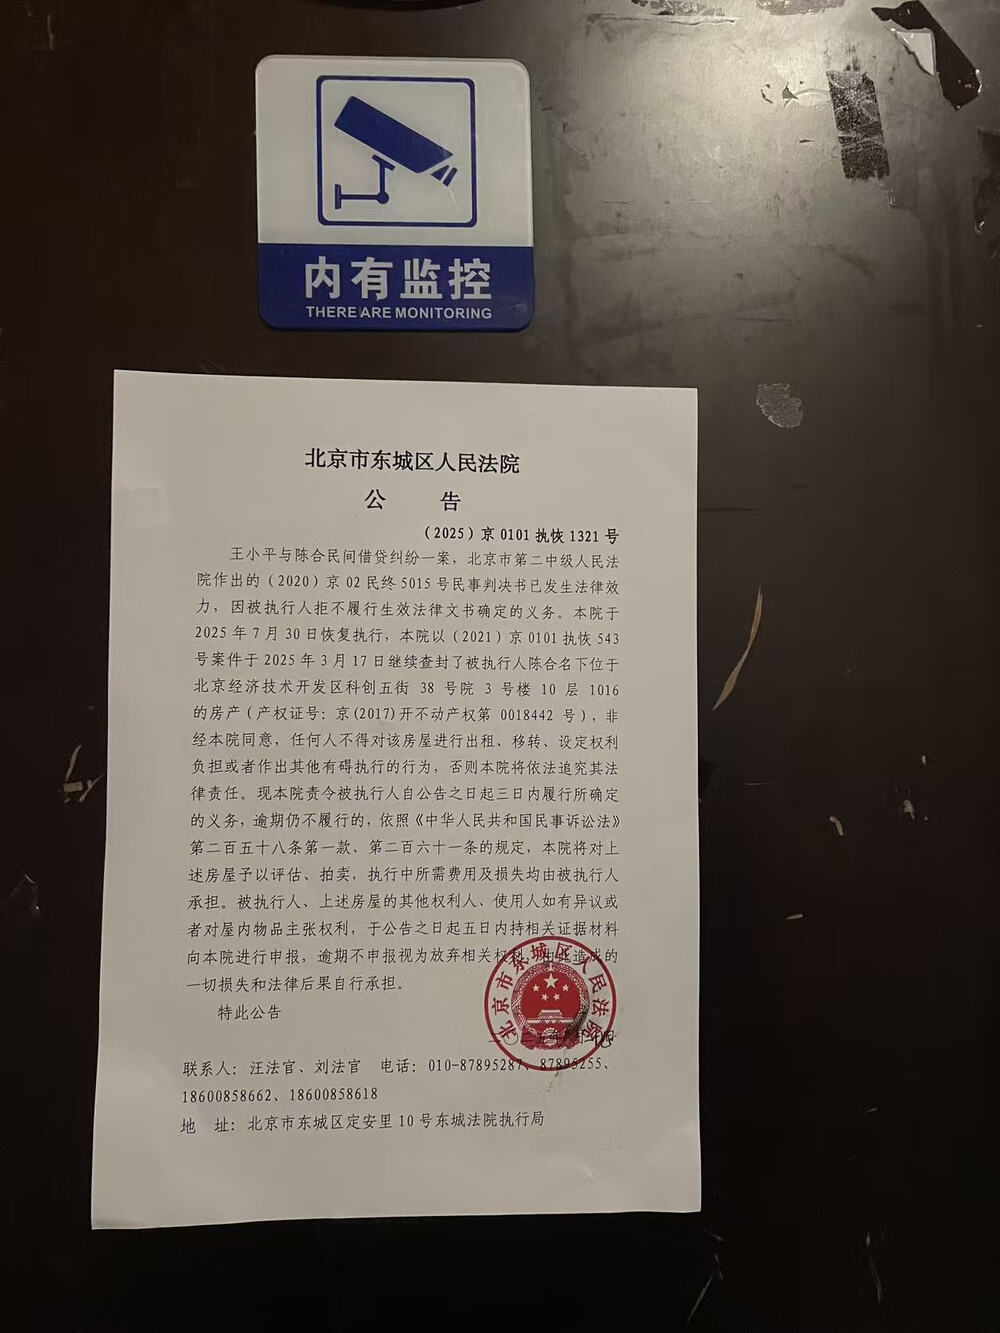 内有监控
THERE ARE MONITORING
北京市东城区人民法院
公 告
（2025）京 0101 执恢 1321 号
王小平与陈合民间借贷纠纷一案，北京市第二中级人民法
院作出的（2020）京 02 民终 5015 号民事判决书已发生法律效
力，因被执行人拒不履行生效法律文书确定的义务。本院于
2025 年 7 月 30 日恢复执行，本院以（2021）京 0101 执恢 543
号案件于 2025 年 3 月 17 日继续查封了被执行人陈合名下位于
北京经济技术开发区科创五街 38 号院 3 号楼 10 层 1016
的房产（产权证号：京(2017)开不动产权第 0018442 号），非
经本院同意，任何人不得对该房屋进行出租、移转、设定权利
负担或者作出其他有碍执行的行为，否则本院将依法追究其法
律责任。现本院责令被执行人自公告之日起三日内履行所确定
的义务，逾期仍不履行的，依照《中华人民共和国民事诉讼法》
第二百五十八条第一款、第二百六十一条的规定，本院将对上
述房屋予以评估、拍卖，执行中所需费用及损失均由被执行人
承担。被执行人、上述房屋的其他权利人、使用人如有异议或
者对屋内物品主张权利，于公告之日起五日内持相关证据材料
向本院进行申报，逾期不申报视为放弃相关权利，由此造成的
一切损失和法律后果自行承担。
特此公告
北京市东城区人民法院
二〇二五年
联系人：汪法官、刘法官 电话：010-87895287、87895255、
18600858662、18600858618
地 址：北京市东城区定安里 10 号东城法院执行局